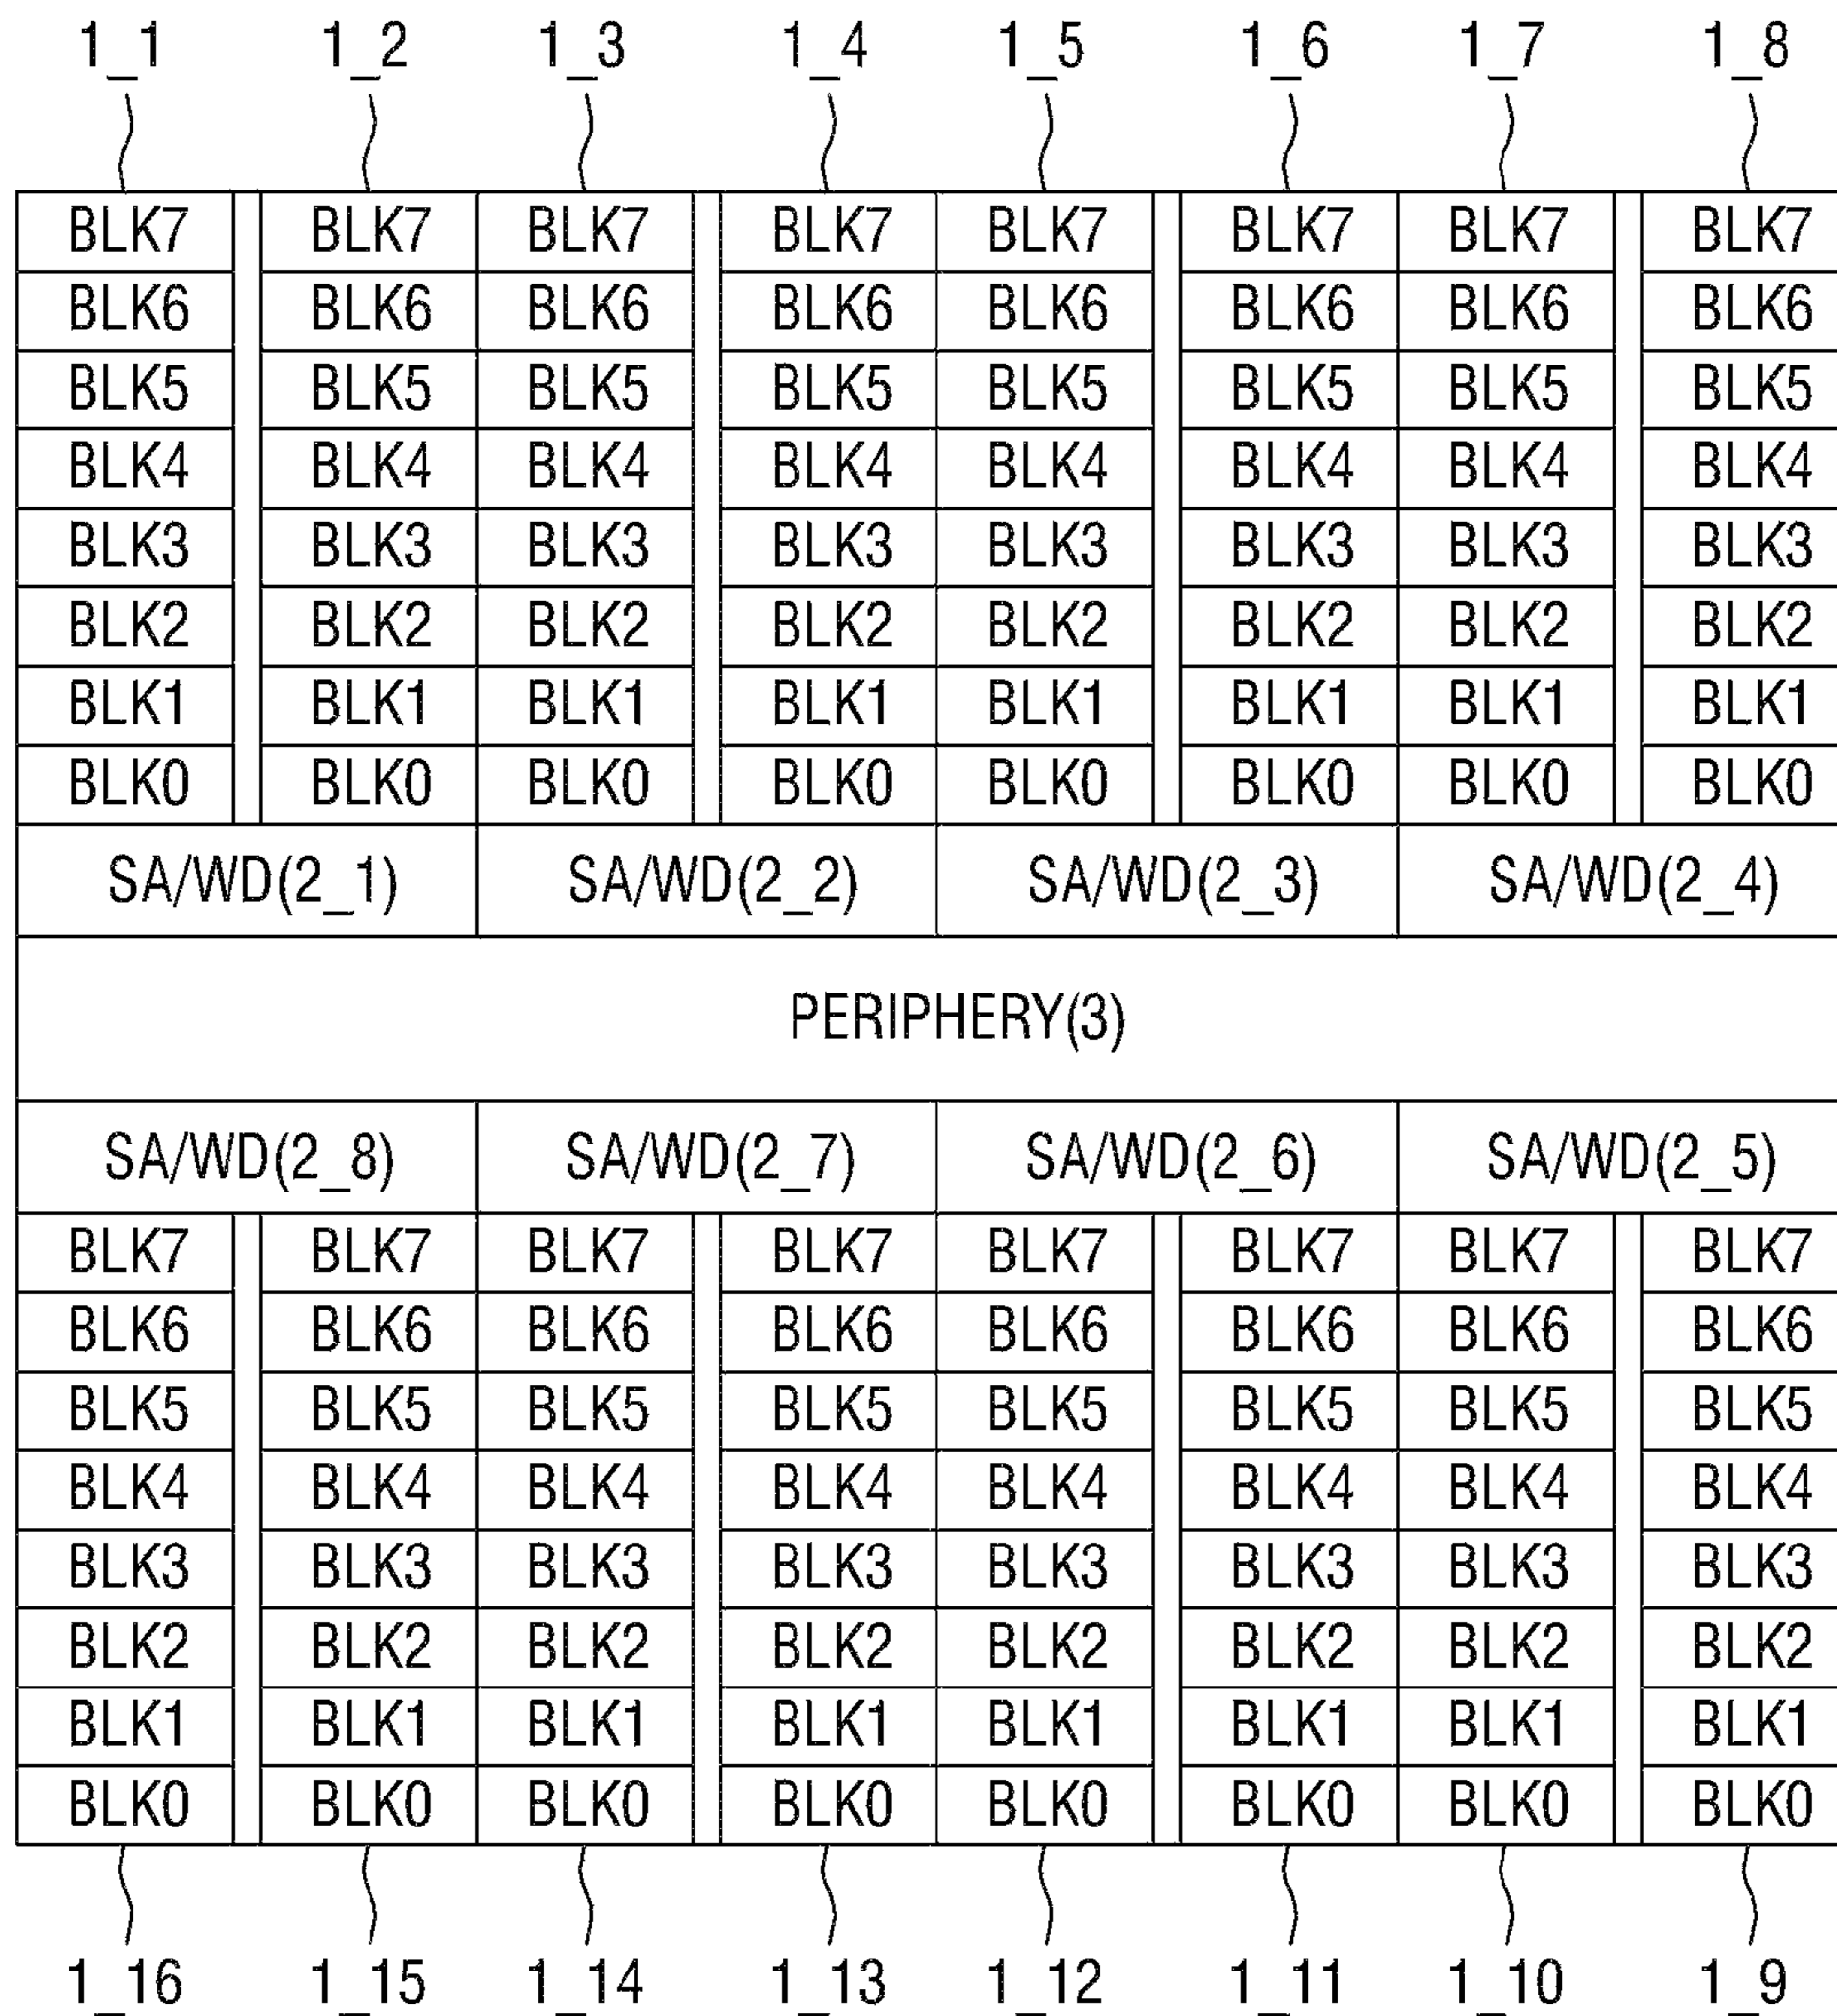 1_1 1_2 1_3 1_4 1_5 1_6 1_7 1_8
BLK7 BLK7 BLK7 BLK7 BLK7 BLK7 BLK7 BLK7
BLK6 BLK6 BLK6 BLK6 BLK6 BLK6 BLK6 BLK6
BLK5 BLK5 BLK5 BLK5 BLK5 BLK5 BLK5 BLK5
BLK4 BLK4 BLK4 BLK4 BLK4 BLK4 BLK4 BLK4
BLK3 BLK3 BLK3 BLK3 BLK3 BLK3 BLK3 BLK3
BLK2 BLK2 BLK2 BLK2 BLK2 BLK2 BLK2 BLK2
BLK1 BLK1 BLK1 BLK1 BLK1 BLK1 BLK1 BLK1
BLK0 BLK0 BLK0 BLK0 BLK0 BLK0 BLK0 BLK0
SA/WD(2_1) SA/WD(2_2) SA/WD(2_3) SA/WD(2_4)
PERIPHERY(3)
SA/WD(2_8) SA/WD(2_7) SA/WD(2_6) SA/WD(2_5)
BLK7 BLK7 BLK7 BLK7 BLK7 BLK7 BLK7 BLK7
BLK6 BLK6 BLK6 BLK6 BLK6 BLK6 BLK6 BLK6
BLK5 BLK5 BLK5 BLK5 BLK5 BLK5 BLK5 BLK5
BLK4 BLK4 BLK4 BLK4 BLK4 BLK4 BLK4 BLK4
BLK3 BLK3 BLK3 BLK3 BLK3 BLK3 BLK3 BLK3
BLK2 BLK2 BLK2 BLK2 BLK2 BLK2 BLK2 BLK2
BLK1 BLK1 BLK1 BLK1 BLK1 BLK1 BLK1 BLK1
BLK0 BLK0 BLK0 BLK0 BLK0 BLK0 BLK0 BLK0
1_16 1_15 1_14 1_13 1_12 1_11 1_10 1_9